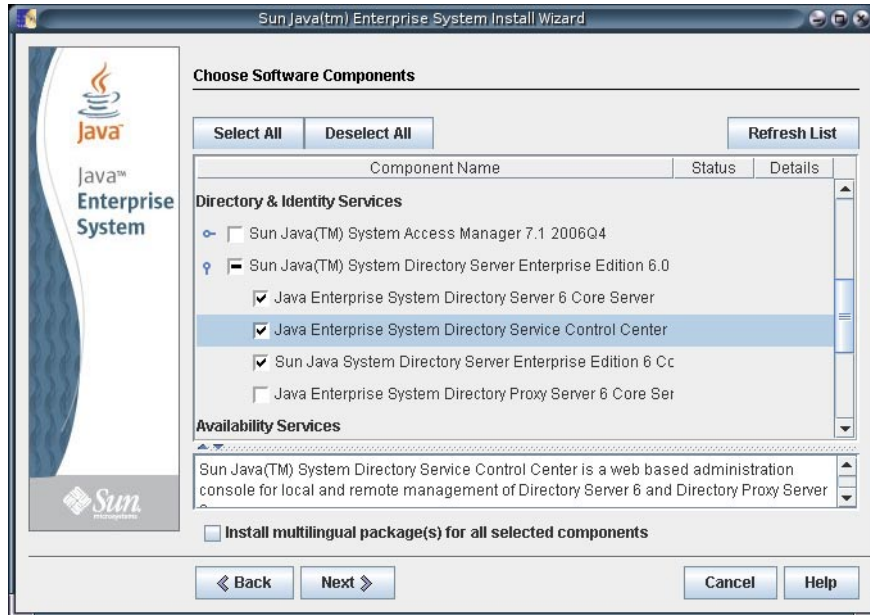 Sun Java(tm) Enterprise System Install Wizard
Java
Java™
Enterprise
System
Sun
microsystems
Choose Software Components
Select All
Deselect All
Refresh List
Component Name
Status
Details
Directory & Identity Services
Sun Java(TM) System Access Manager 7.1 2006Q4
Sun Java(TM) System Directory Server Enterprise Edition 6.0
Java Enterprise System Directory Server 6 Core Server
Java Enterprise System Directory Service Control Center
Sun Java System Directory Server Enterprise Edition 6 Cc
Java Enterprise System Directory Proxy Server 6 Core Ser
Availability Services
Sun Java(TM) System Directory Service Control Center is a web based administration
console for local and remote management of Directory Server 6 and Directory Proxy Server
Install multilingual package(s) for all selected components
Back
Next
Cancel
Help